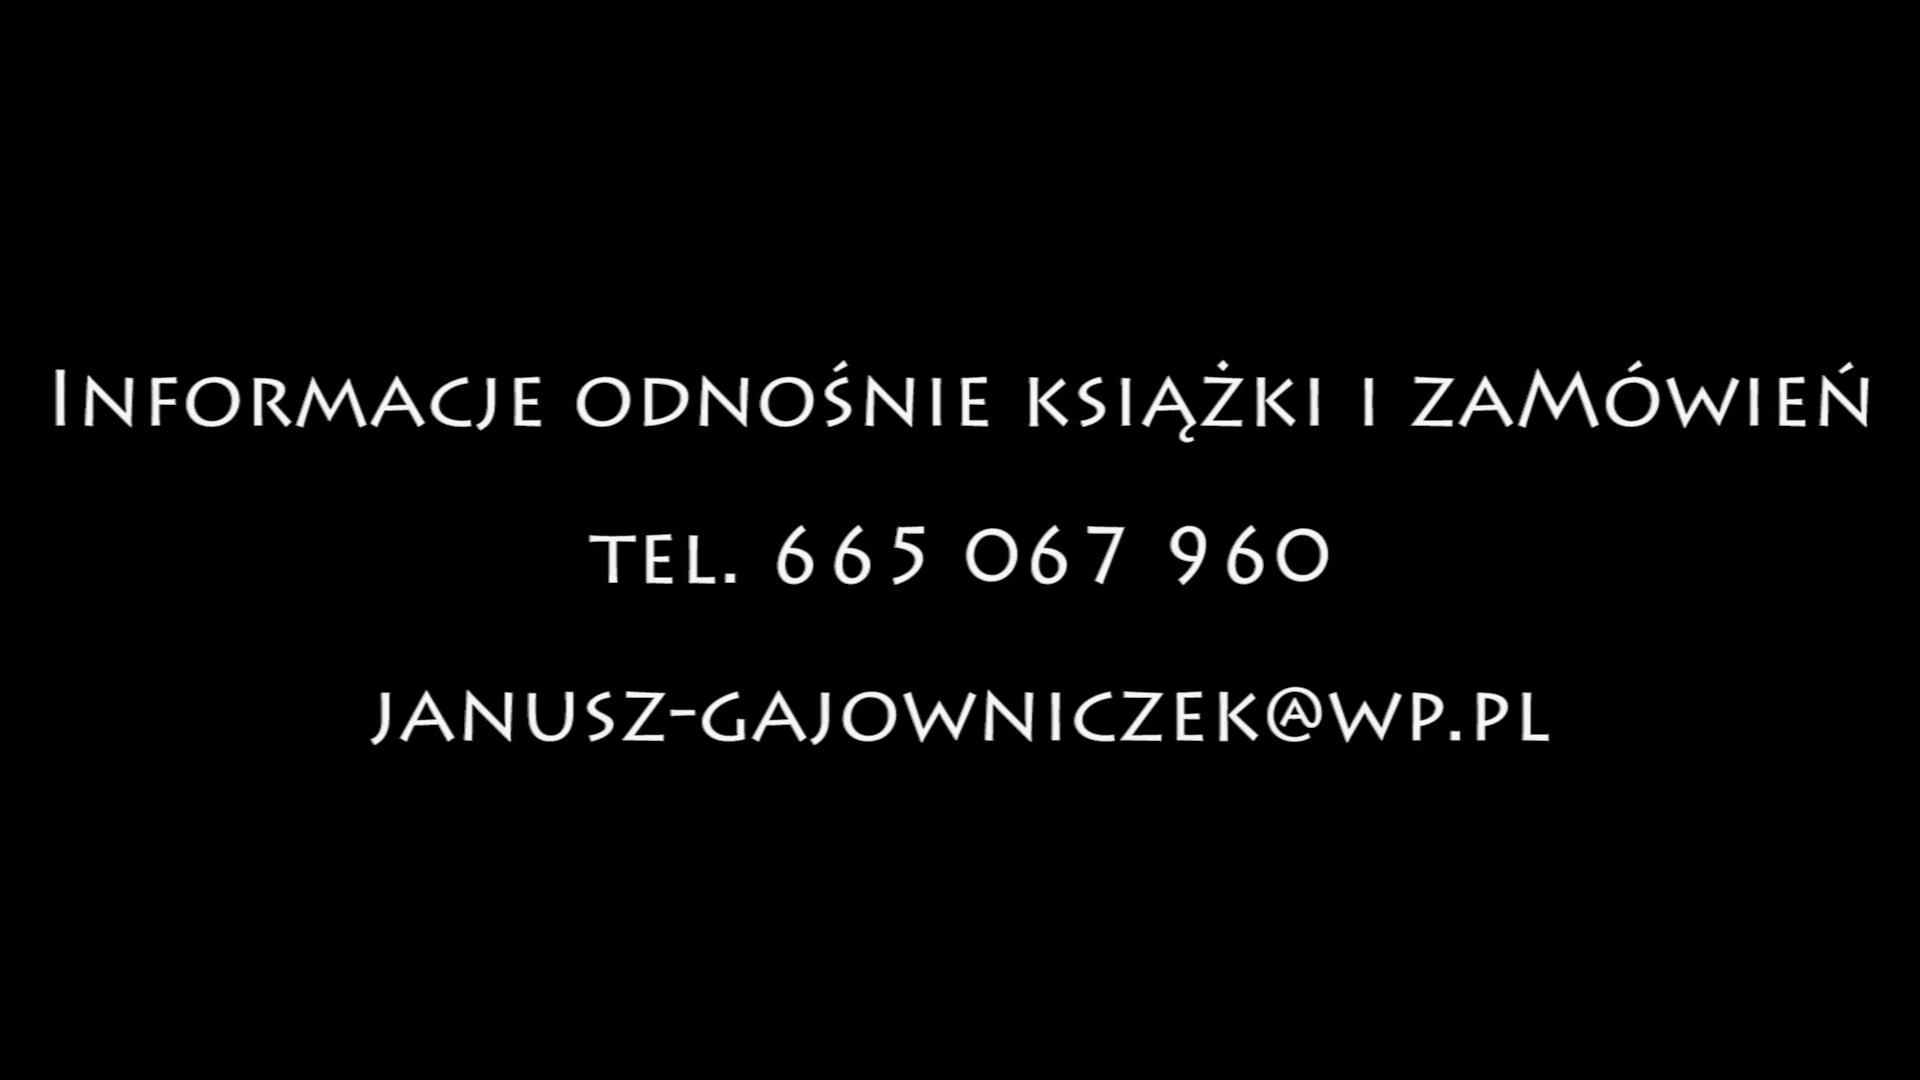 Informacje odnośnie książki i zamówień
tel. 665 067 960
janusz-gajowniczek@wp.pl